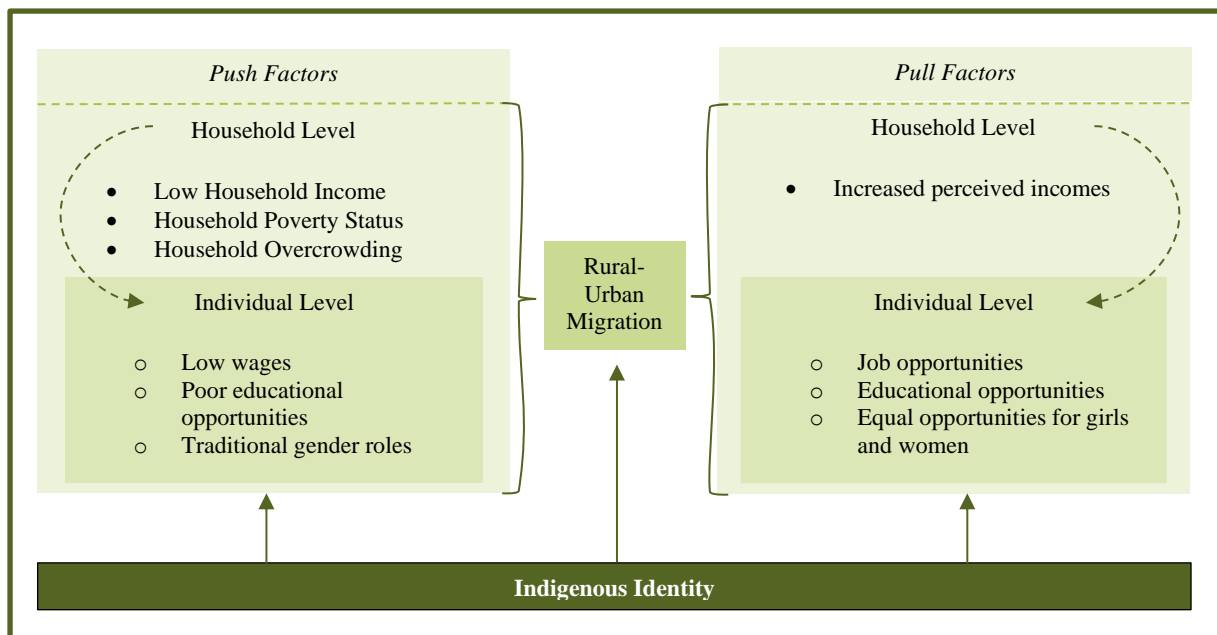 Push Factors
Household Level
• Low Household Income
• Household Poverty Status
• Household Overcrowding
Individual Level
o Low wages
o Poor educational
opportunities
o Traditional gender roles
Rural-
Urban
Migration
Pull Factors
Household Level
• Increased perceived incomes
Individual Level
o Job opportunities
o Educational opportunities
o Equal opportunities for girls
and women
Indigenous Identity